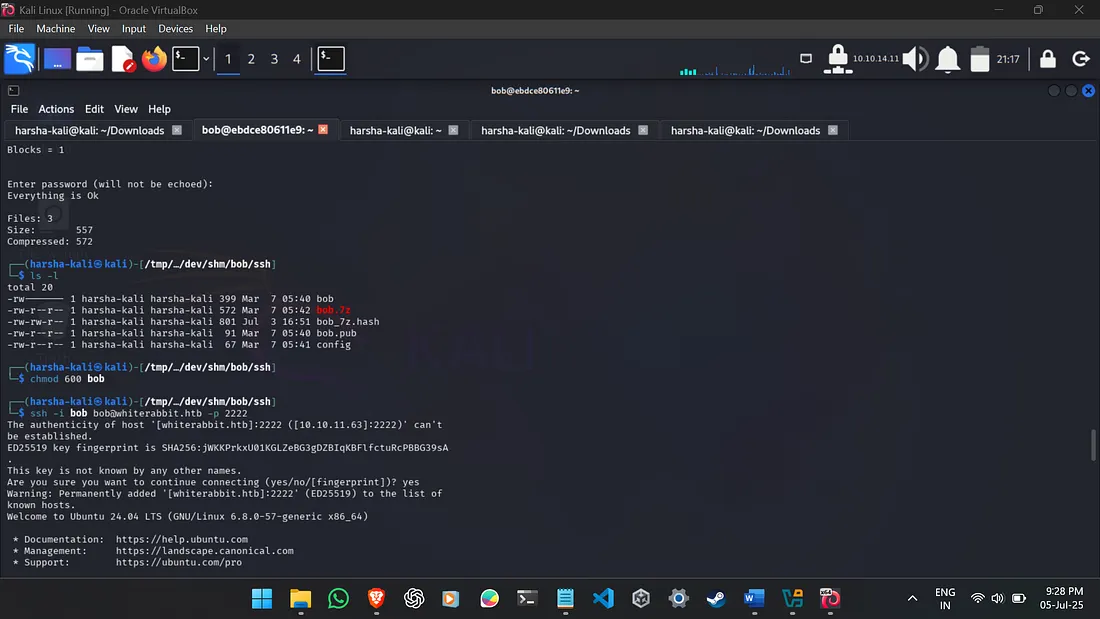 Kali Linux [Running] - Oracle VirtualBox
File Machine View Input Devices Help
1 2 3 4 10.10.14.11 21:17
bob@ebdce80611e9: ~
File Actions Edit View Help
harsha-kali@kali: ~/Downloads bob@ebdce80611e9: ~ harsha-kali@kali: ~ harsha-kali@kali: ~/Downloads harsha-kali@kali: ~/Downloads
Blocks = 1
Enter password (will not be echoed):
Everything is Ok
Files: 3
Size: 557
Compressed: 572
┌──(harsha-kali㉿kali)-[/tmp/…/dev/shm/bob/ssh]
└─$ ls -l
total 20
-rw------- 1 harsha-kali harsha-kali 399 Mar 7 05:40 bob
-rw-r--r-- 1 harsha-kali harsha-kali 572 Mar 7 05:42 bob.7z
-rw-rw-r-- 1 harsha-kali harsha-kali 801 Jul 3 16:51 bob_7z.hash
-rw-r--r-- 1 harsha-kali harsha-kali 91 Mar 7 05:40 bob.pub
-rw-r--r-- 1 harsha-kali harsha-kali 67 Mar 7 05:41 config
┌──(harsha-kali㉿kali)-[/tmp/…/dev/shm/bob/ssh]
└─$ chmod 600 bob
┌──(harsha-kali㉿kali)-[/tmp/…/dev/shm/bob/ssh]
└─$ ssh -i bob bob@whiterabbit.htb -p 2222
The authenticity of host '[whiterabbit.htb]:2222 ([10.10.11.63]:2222)' can't
be established.
ED25519 key fingerprint is SHA256:jWKKPrkxU01KGLZeBG3gDZBIqKBFlfctuRcPBBG39sA
.
This key is not known by any other names.
Are you sure you want to continue connecting (yes/no/[fingerprint])? yes
Warning: Permanently added '[whiterabbit.htb]:2222' (ED25519) to the list of
known hosts.
Welcome to Ubuntu 24.04 LTS (GNU/Linux 6.8.0-57-generic x86_64)
* Documentation: https://help.ubuntu.com
* Management: https://landscape.canonical.com
* Support: https://ubuntu.com/pro
ENG
IN
9:28 PM
05-Jul-25